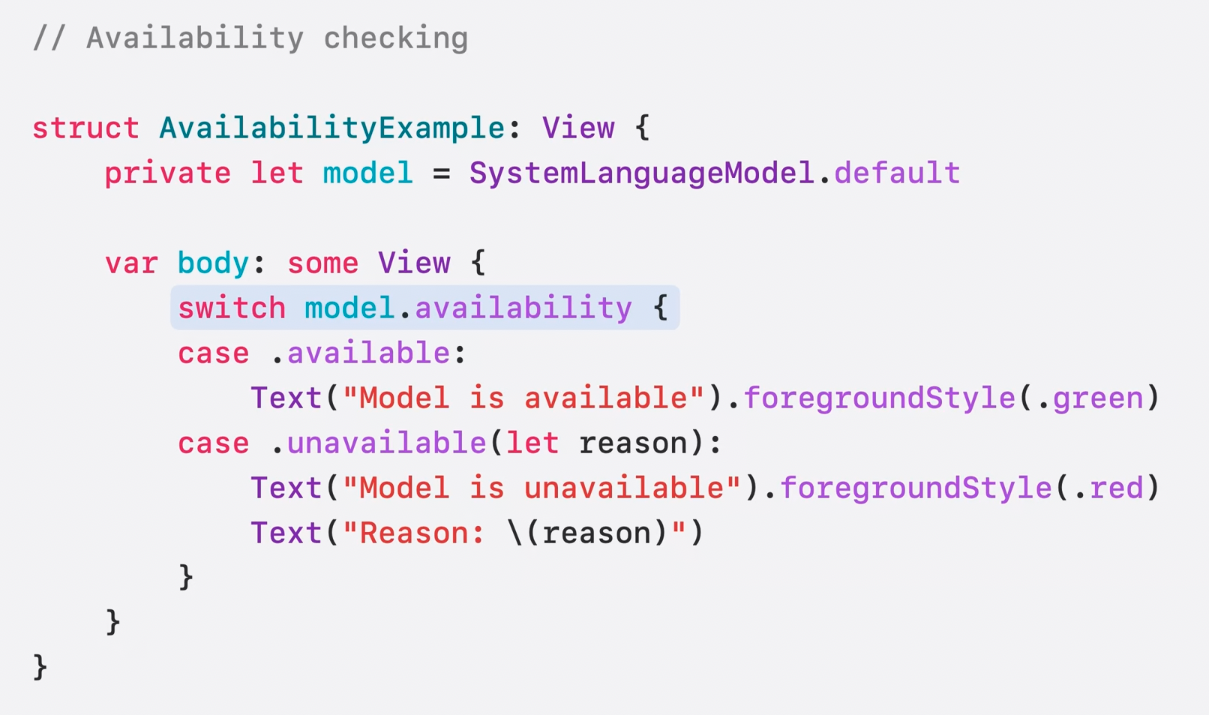 // Availability checking
struct AvailabilityExample: View {
    private let model = SystemLanguageModel.default
    var body: some View {
        switch model.availability {
        case .available:
            Text("Model is available").foregroundStyle(.green)
        case .unavailable(let reason):
            Text("Model is unavailable").foregroundStyle(.red)
            Text("Reason: \(reason)")
        }
    }
}